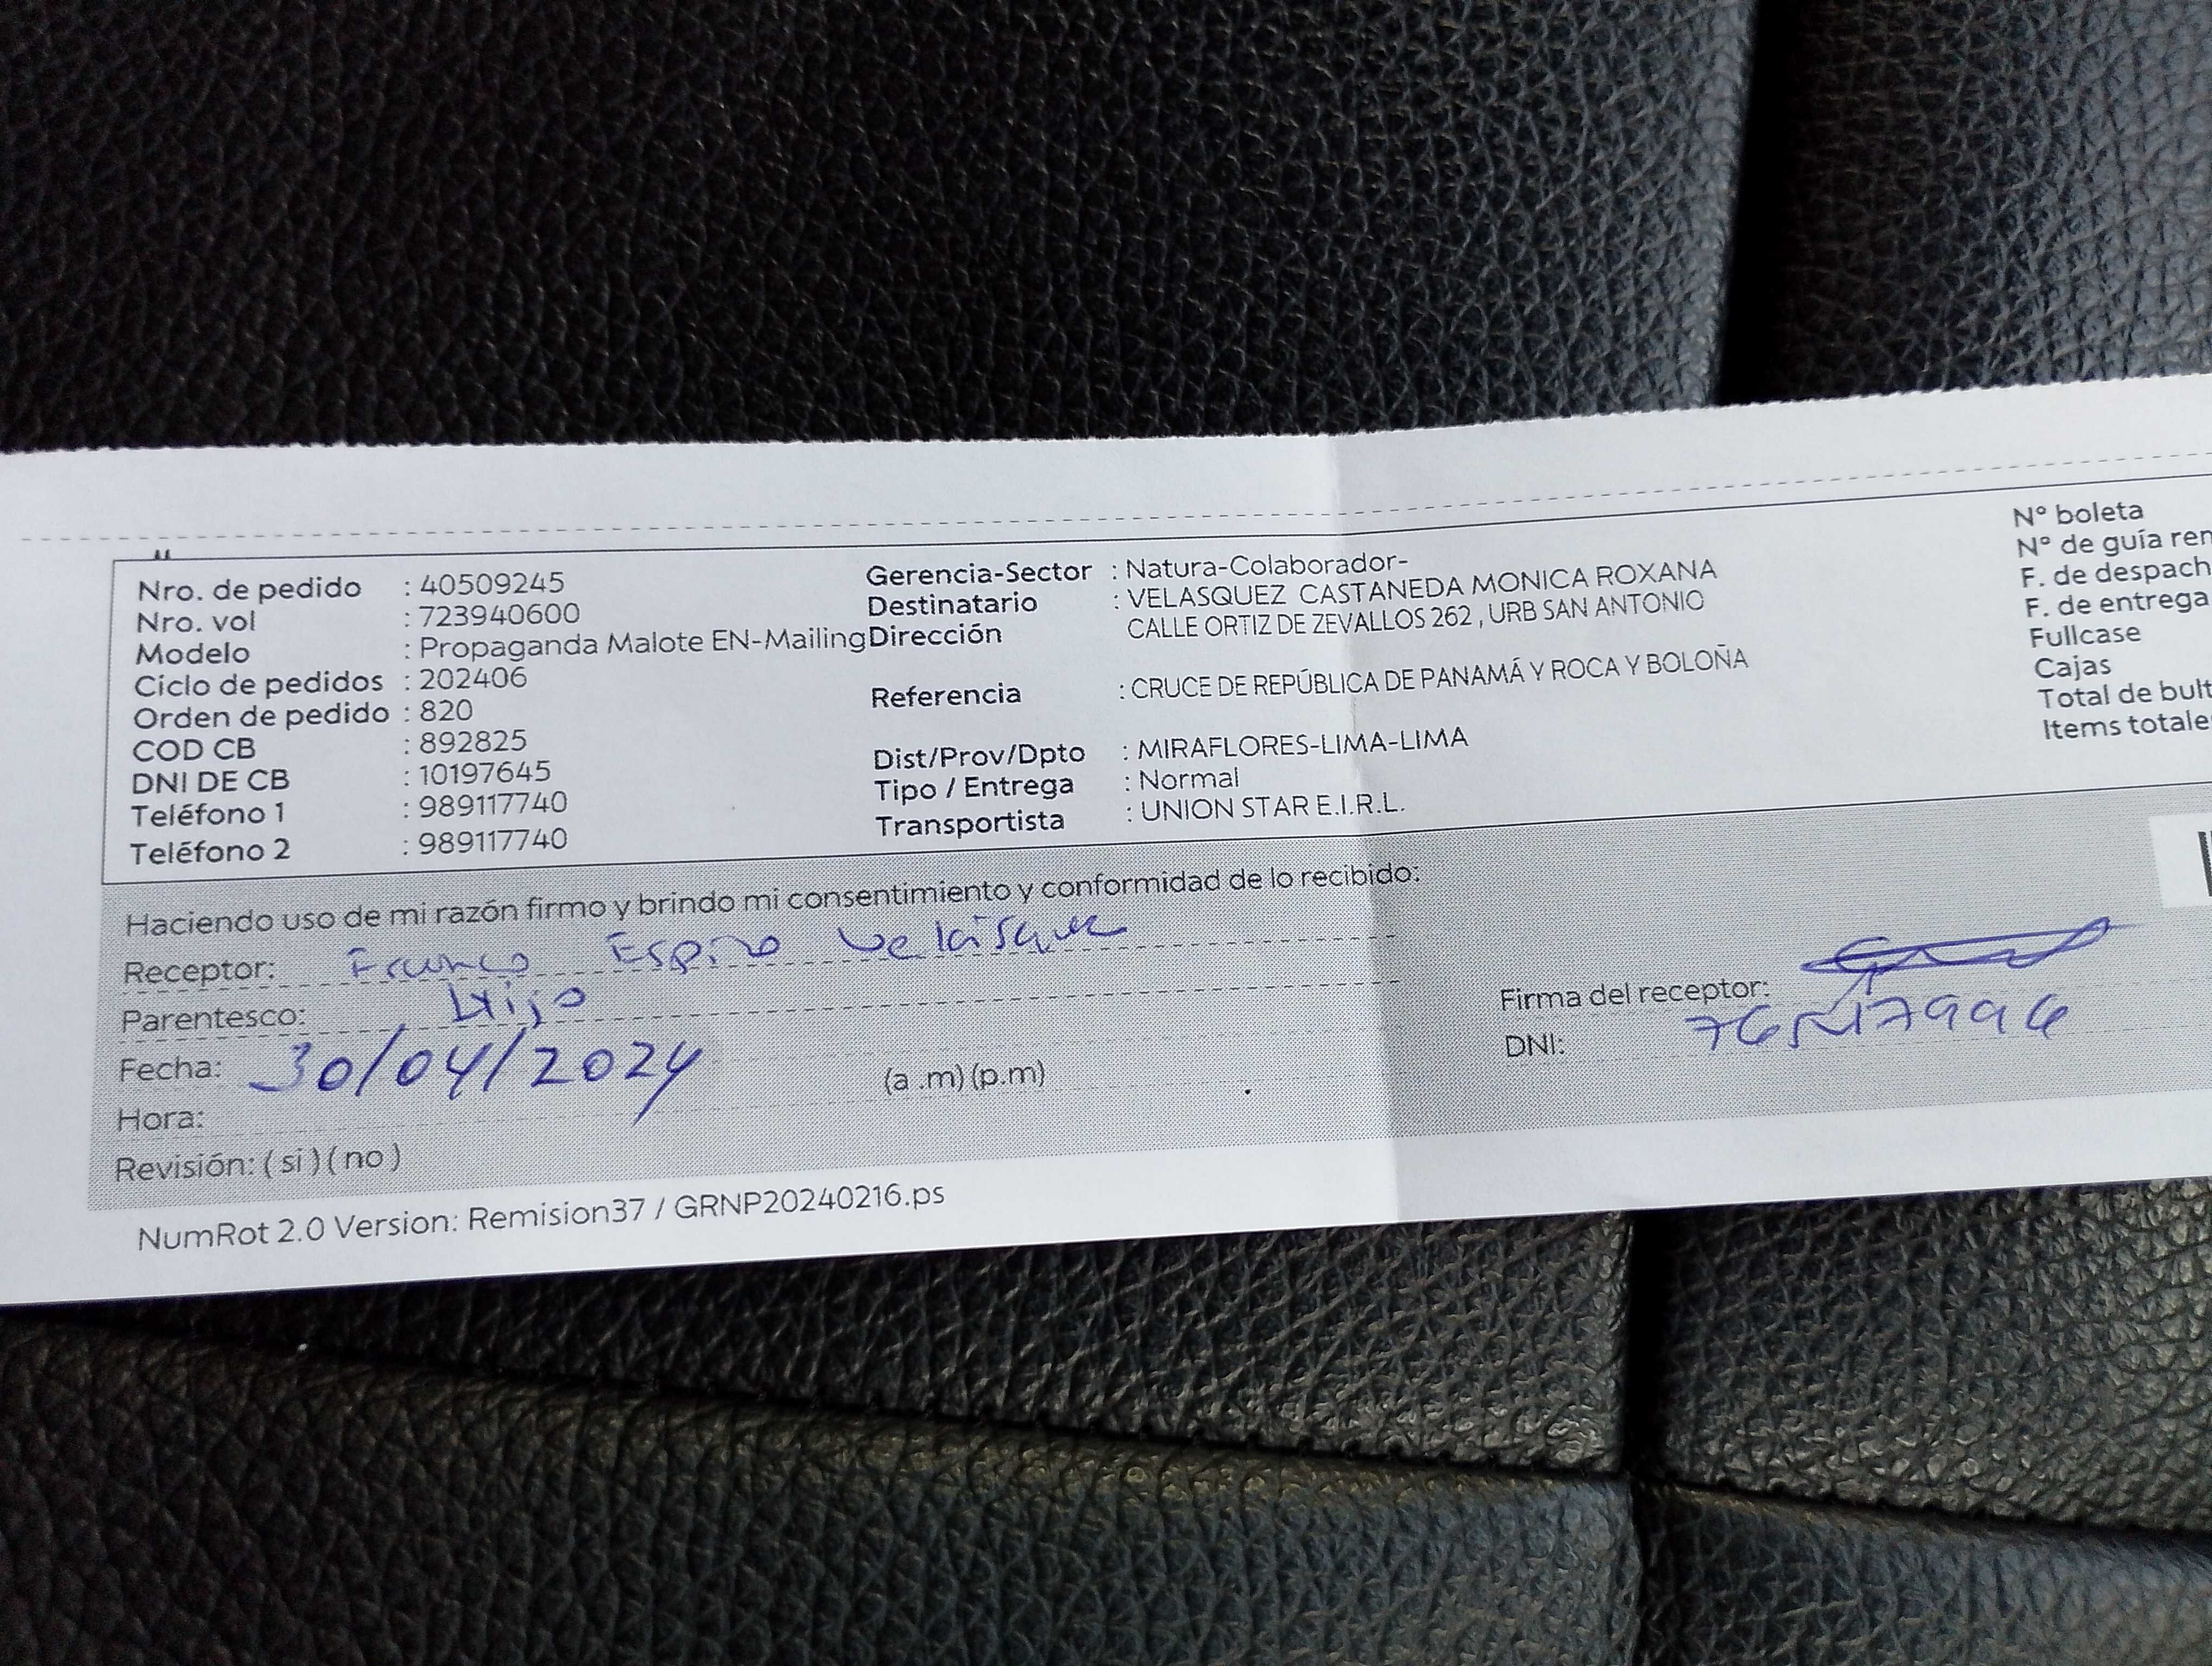 Nro. de pedido : 40509245
Nro. vol : 723940600
Modelo : Propaganda Malote EN-Mailing
Ciclo de pedidos : 202406
Orden de pedido : 820
COD CB : 892825
DNI DE CB : 10197645
Teléfono 1 : 989117740
Teléfono 2 : 989117740
Gerencia-Sector : Natura-Colaborador-
Destinatario : VELASQUEZ CASTANEDA MONICA ROXANA
Dirección CALLE ORTIZ DE ZEVALLOS 262 , URB SAN ANTONIO
Referencia : CRUCE DE REPÚBLICA DE PANAMÁ Y ROCA Y BOLOÑA
Dist/Prov/Dpto : MIRAFLORES-LIMA-LIMA
Tipo / Entrega : Normal
Transportista : UNION STAR E.I.R.L.
N° boleta
N° de guía rem
F. de despach
F. de entrega
Fullcase
Cajas
Total de bult
Items totale
Haciendo uso de mi razón firmo y brindo mi consentimiento y conformidad de lo recibido:
Receptor: Franco Espino Velasquez
Parentesco: Hijo
Fecha: 30/04/2024
Hora: (a .m) (p.m)
Revisión: ( si ) ( no )
Firma del receptor:
DNI:
NumRot 2.0 Version: Remision37 / GRNP20240216.ps